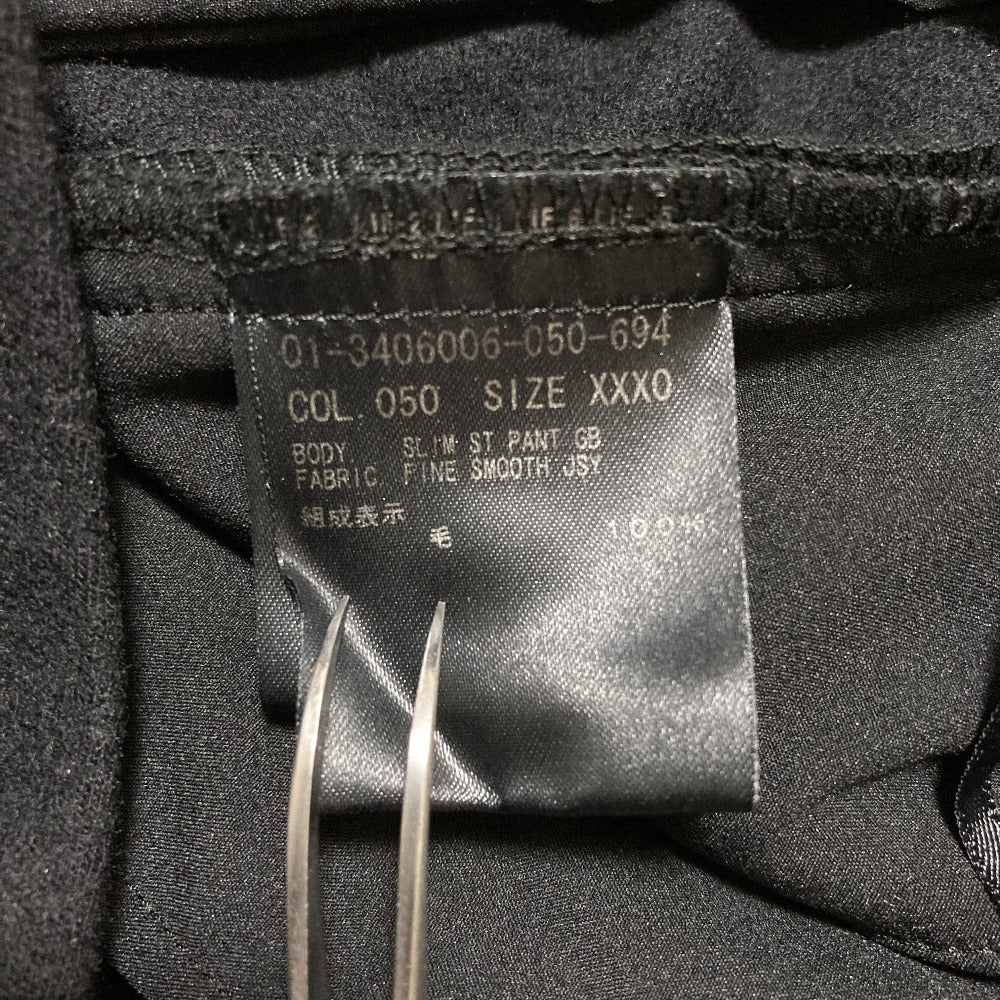 01-3406006-050-694
COL 050 SIZE XXX0
BODY SLIM ST PANT GB
FABRIC FINE SMOOTH JSY
組成表示
毛 100%